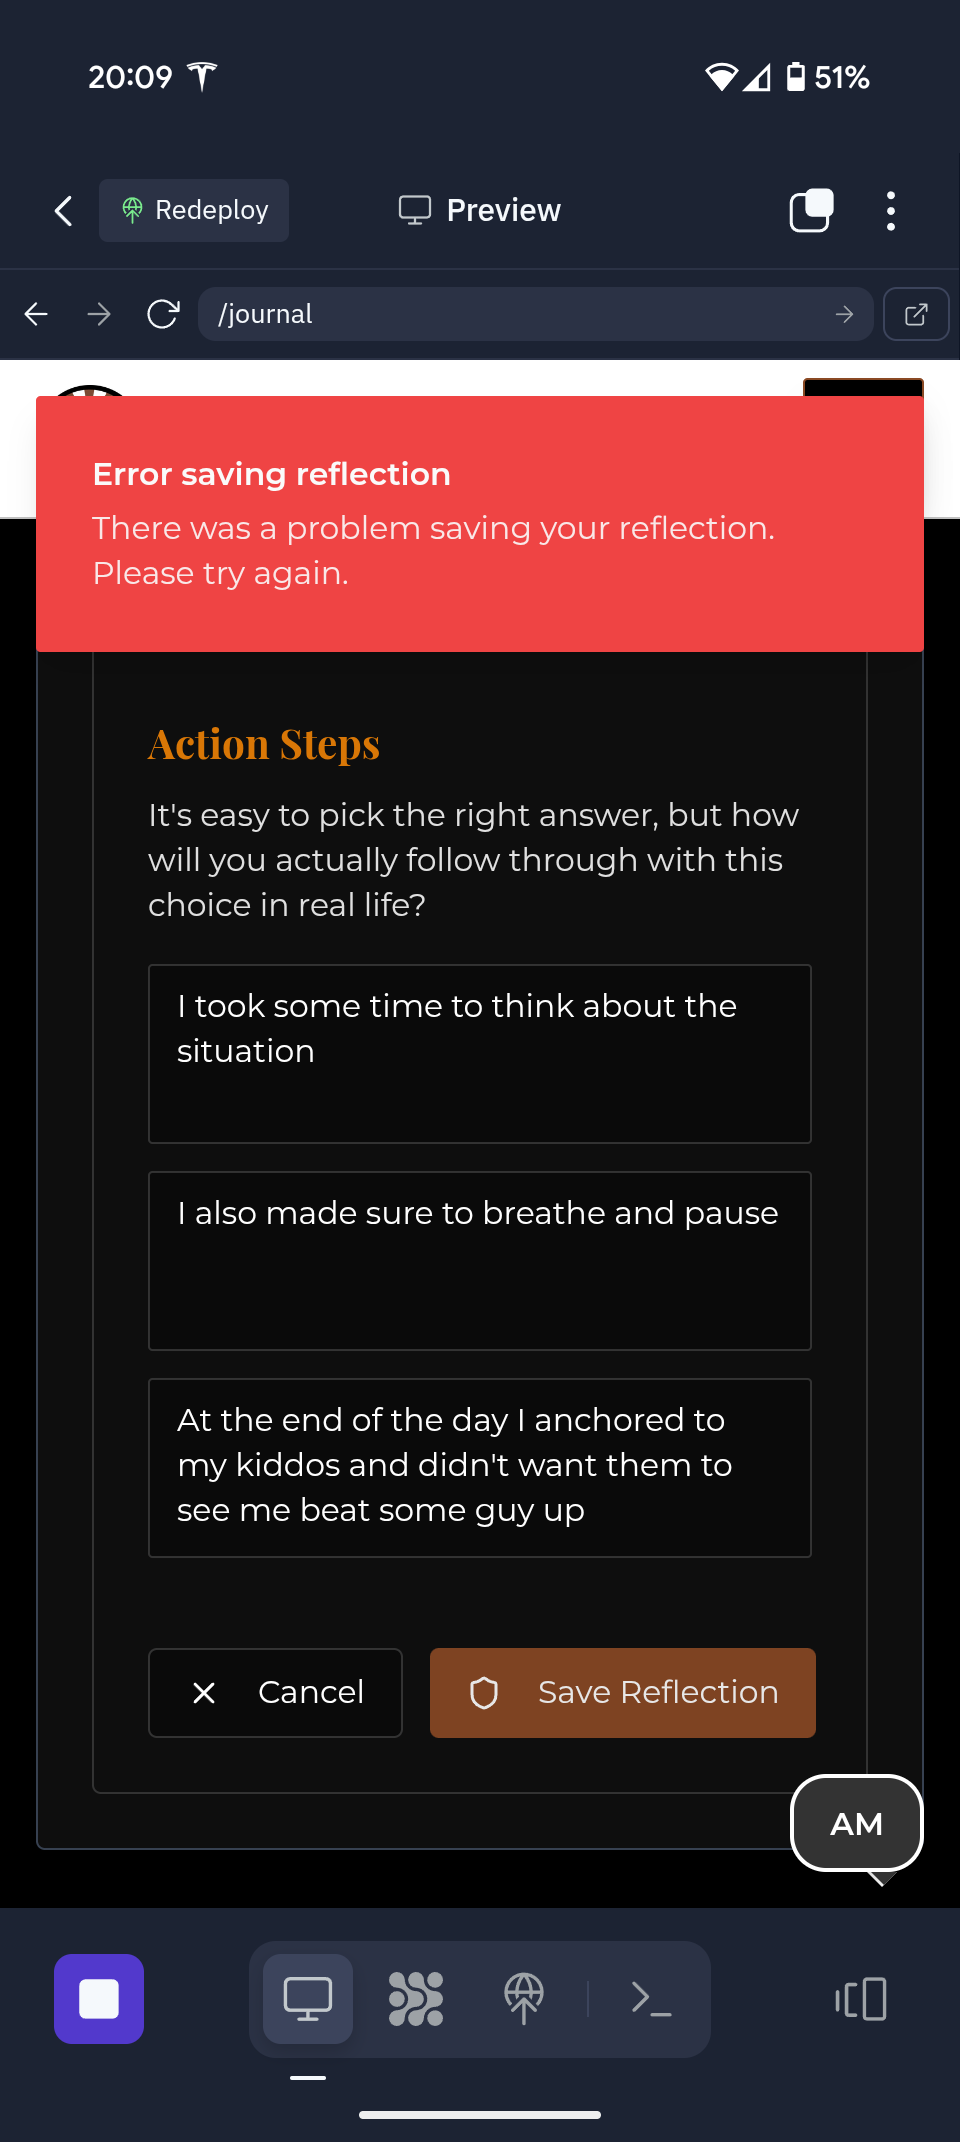 20:09
51%
Redeploy
Preview
/journal
Error saving reflection
There was a problem saving your reflection.
Please try again.
Action Steps
It's easy to pick the right answer, but how
will you actually follow through with this
choice in real life?
I took some time to think about the
situation
I also made sure to breathe and pause
At the end of the day I anchored to
my kiddos and didn't want them to
see me beat some guy up
Cancel
Save Reflection
AM